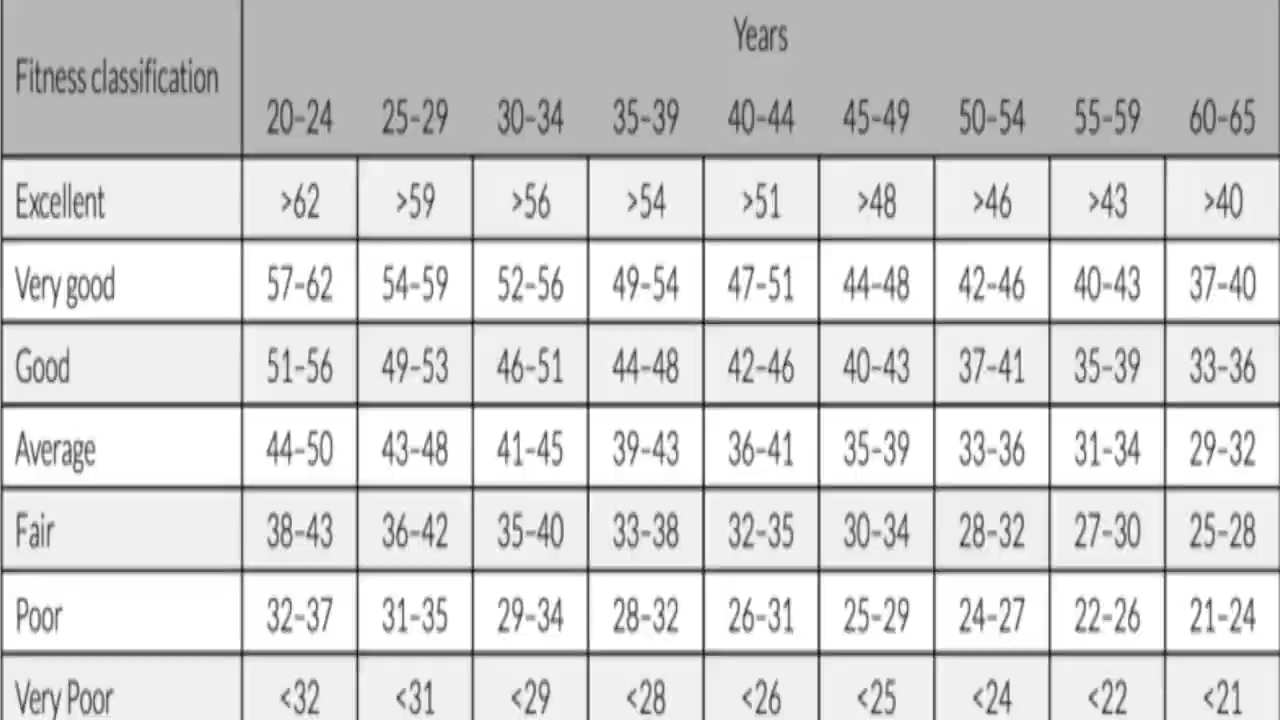 Years
Fitness classification
20–24 25–29 30–34 35–39 40–44 45–49 50–54 55–59 60–65
Excellent >62 >59 >56 >54 >51 >48 >46 >43 >40
Very good 57–62 54–59 52–56 49–54 47–51 44–48 42–46 40–43 37–40
Good 51–56 49–53 46–51 44–48 42–46 40–43 37–41 35–39 33–36
Average 44–50 43–48 41–45 39–43 36–41 35–39 33–36 31–34 29–32
Fair 38–43 36–42 35–40 33–38 32–35 30–34 28–32 27–30 25–28
Poor 32–37 31–35 29–34 28–32 26–31 25–29 24–27 22–26 21–24
Very Poor <32 <31 <29 <28 <26 <25 <24 <22 <21